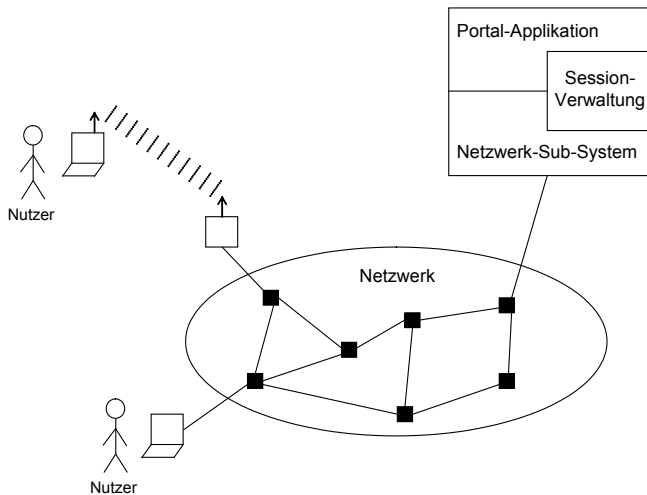 Portal-Applikation
Session-
Verwaltung
Netzwerk-Sub-System
Nutzer
Netzwerk
Nutzer